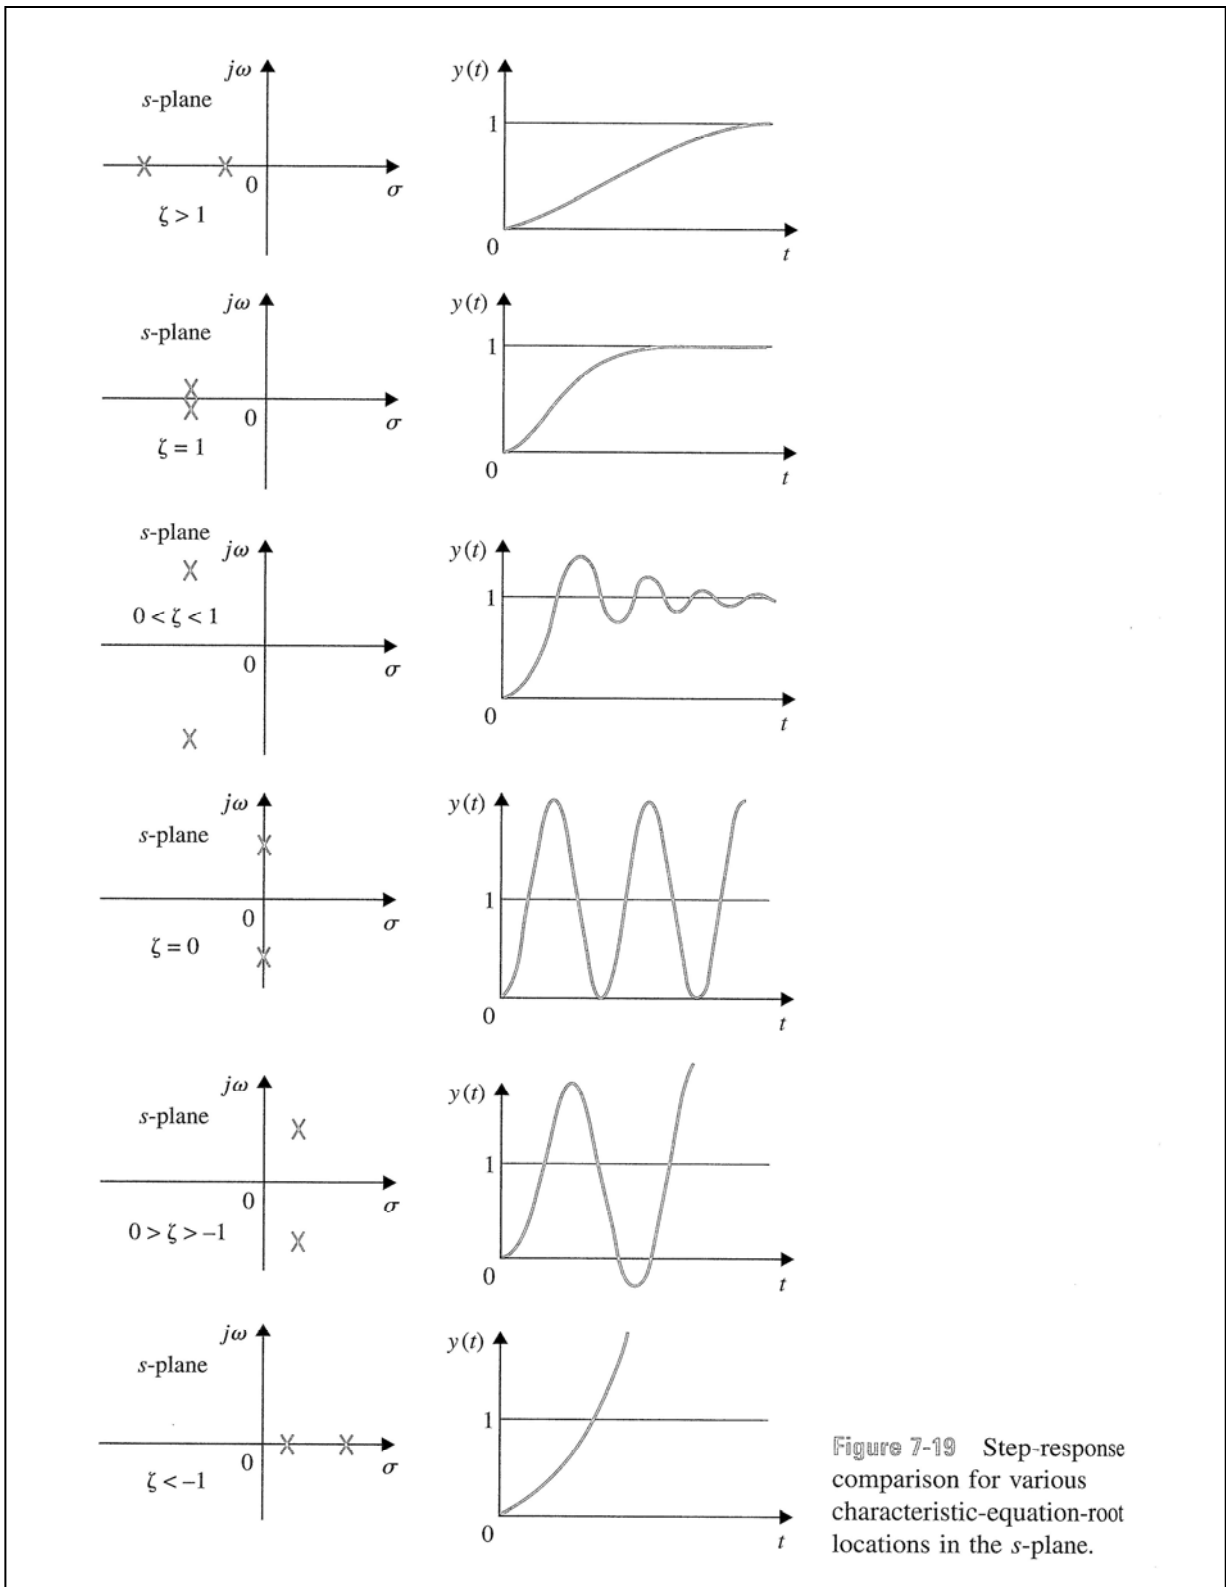 jω
y(t)
s-plane
1
0
σ
ζ > 1
0
t
jω
y(t)
s-plane
1
0
σ
ζ = 1
0
t
s-plane
jω
y(t)
0 < ζ < 1
1
0
σ
0
t
jω
y(t)
s-plane
1
0
σ
ζ = 0
0
t
jω
y(t)
s-plane
1
0
σ
0 > ζ > –1
0
t
jω
y(t)
s-plane
1
0
σ
ζ < –1
0
t
Figure 7-19 Step-response
comparison for various
characteristic-equation-root
locations in the s-plane.